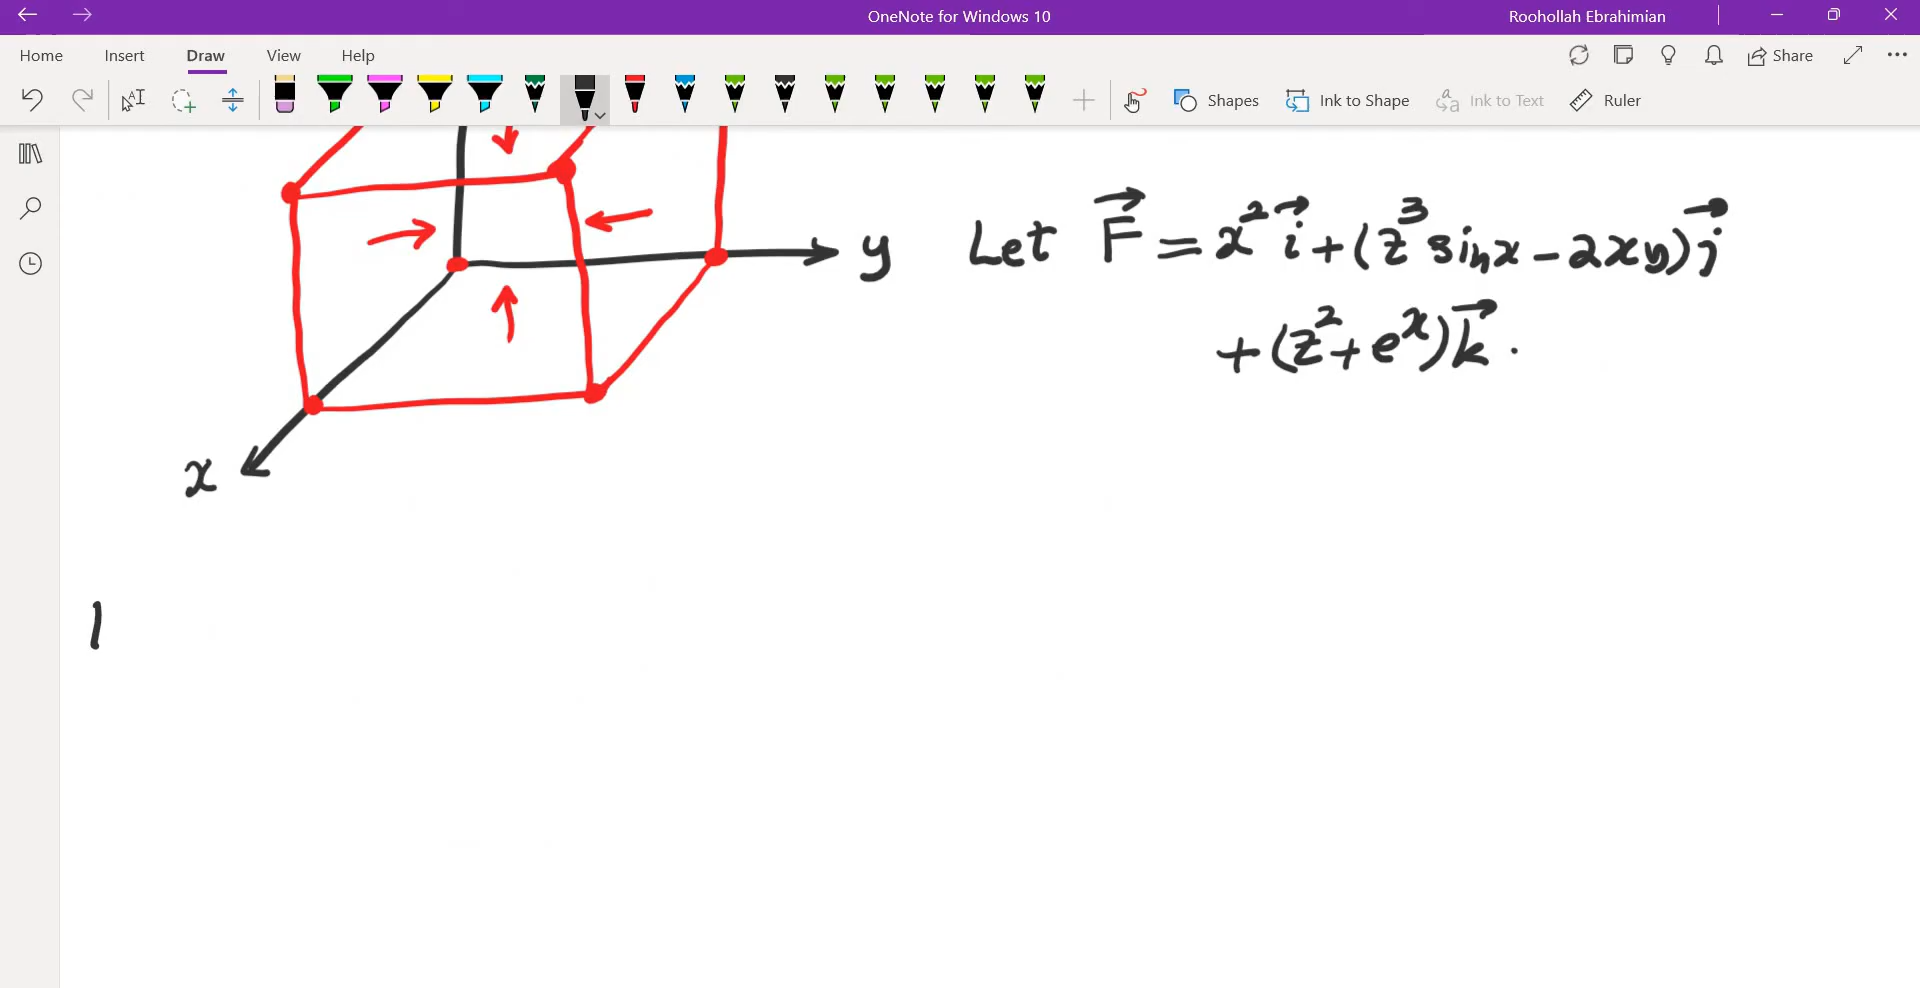 OneNote for Windows 10
Roohollah Ebrahimian
Home Insert Draw View Help
Share
Shapes Ink to Shape Ink to Text Ruler
y
x
Let F⃗ = x² i⃗ + (z³ sin x − 2xy) j⃗
+ (z² + eˣ) k⃗ .